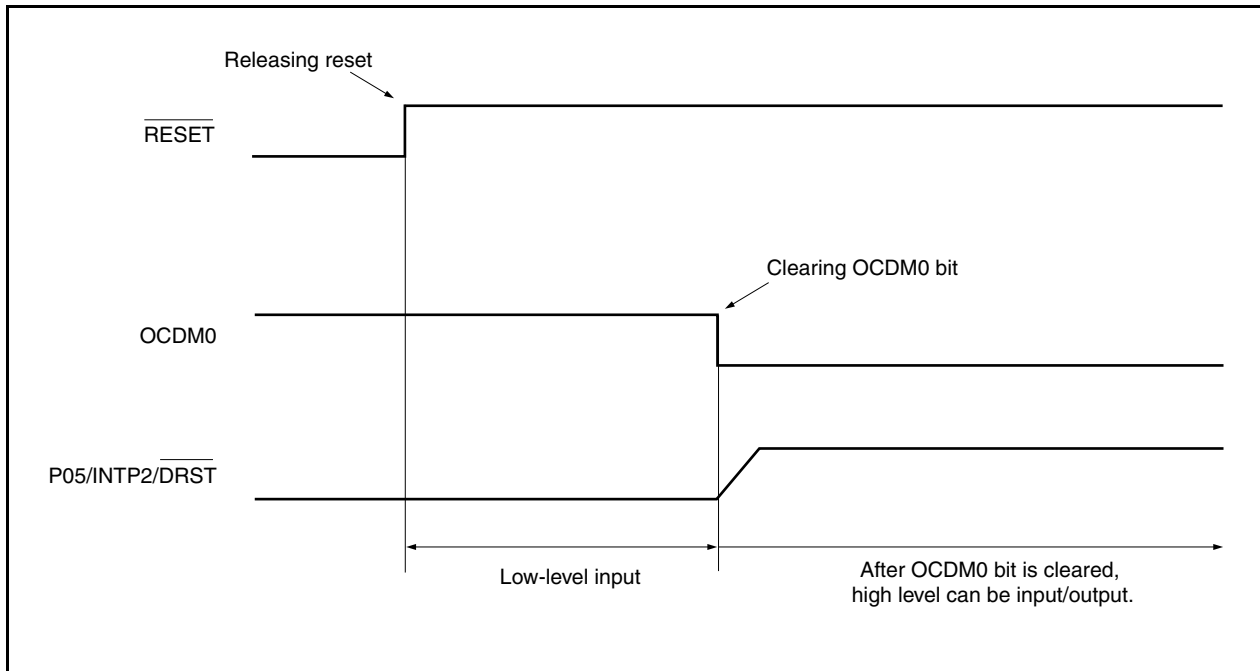 Releasing reset
RESET
Clearing OCDM0 bit
OCDM0
P05/INTP2/DRST
Low-level input
After OCDM0 bit is cleared,
high level can be input/output.